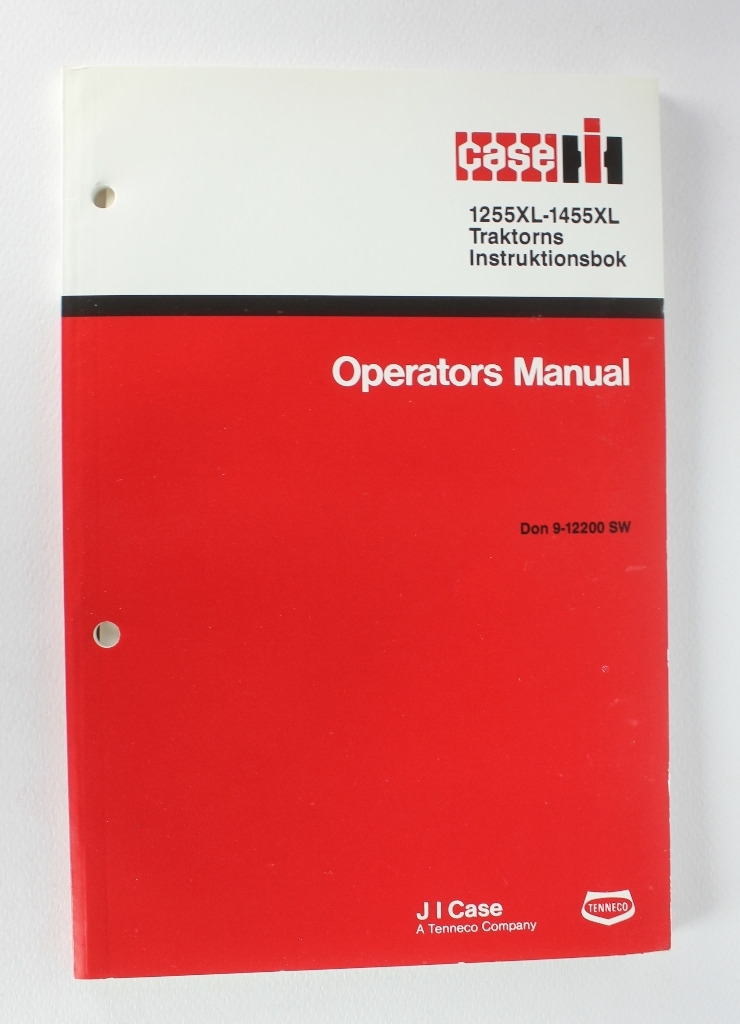 case IH
1255XL-1455XL
Traktorns
Instruktionsbok
Operators Manual
Don 9-12200 SW
J I Case
A Tenneco Company
TENNECO